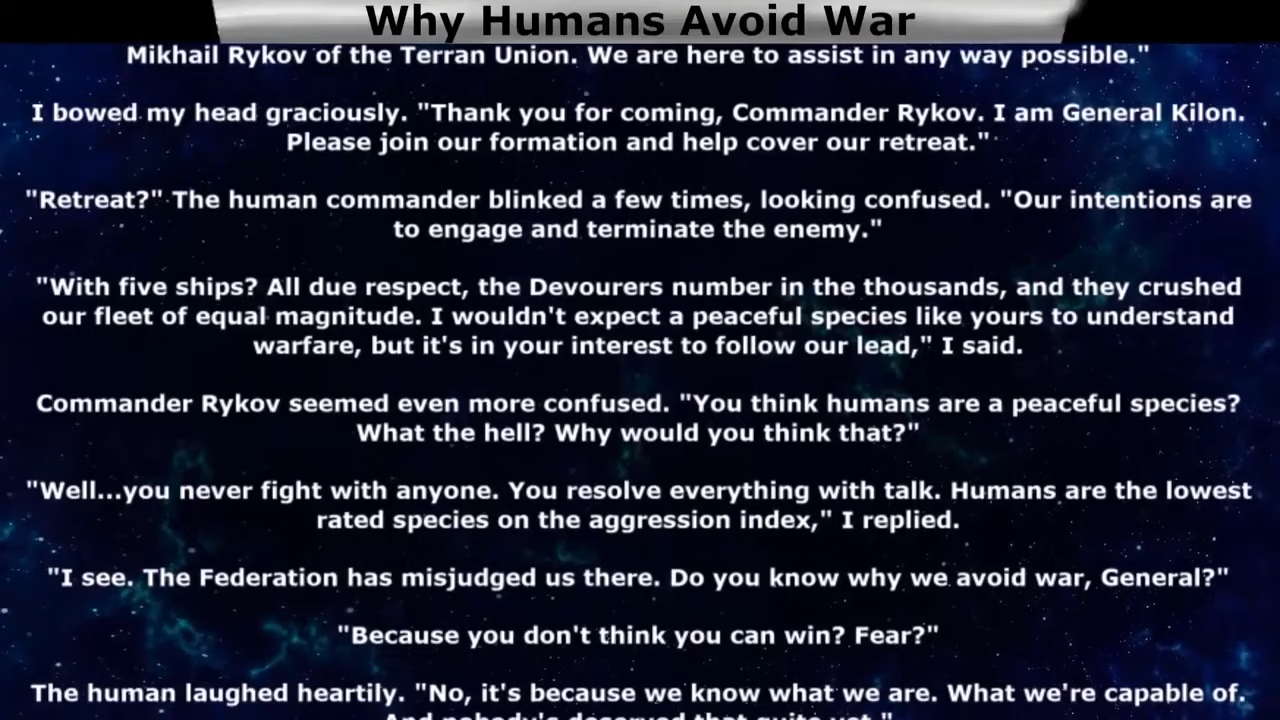 Why Humans Avoid War
Mikhail Rykov of the Terran Union. We are here to assist in any way possible."
I bowed my head graciously. "Thank you for coming, Commander Rykov. I am General Kilon.
Please join our formation and help cover our retreat."
"Retreat?" The human commander blinked a few times, looking confused. "Our intentions are
to engage and terminate the enemy."
"With five ships? All due respect, the Devourers number in the thousands, and they crushed
our fleet of equal magnitude. I wouldn't expect a peaceful species like yours to understand
warfare, but it's in your interest to follow our lead," I said.
Commander Rykov seemed even more confused. "You think humans are a peaceful species?
What the hell? Why would you think that?"
"Well...you never fight with anyone. You resolve everything with talk. Humans are the lowest
rated species on the aggression index," I replied.
"I see. The Federation has misjudged us there. Do you know why we avoid war, General?"
"Because you don't think you can win? Fear?"
The human laughed heartily. "No, it's because we know what we are. What we're capable of.
And nobody's deserved that quite yet."